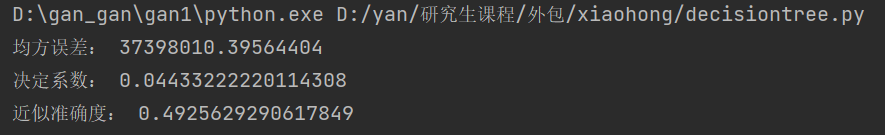 D:\gan_gan\gan1\python.exe D:/yan/研究生课程/外包/xiaohong/decisiontree.py
均方误差： 37398010.39564404
决定系数： 0.04433222220114308
近似准确度： 0.4925629290617849